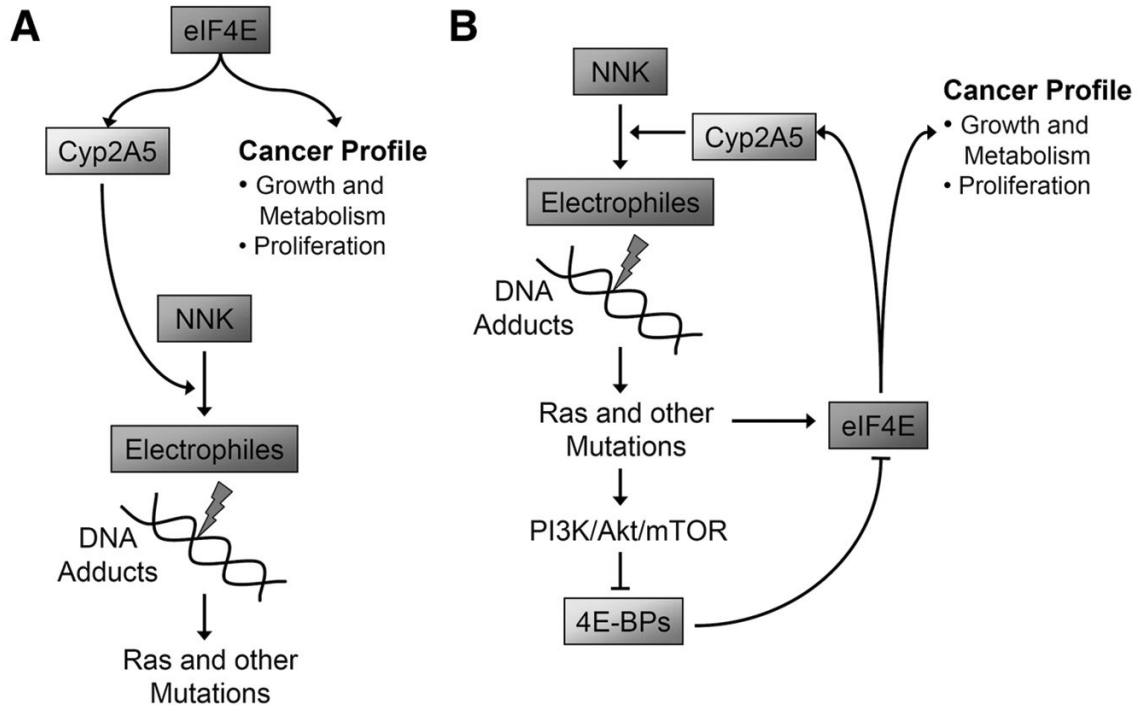 A
eIF4E
Cyp2A5
Cancer Profile
• Growth and
Metabolism
• Proliferation
NNK
Electrophiles
DNA
Adducts
Ras and other
Mutations
B
NNK
Cyp2A5
Cancer Profile
• Growth and
Metabolism
• Proliferation
Electrophiles
DNA
Adducts
Ras and other
Mutations
eIF4E
PI3K/Akt/mTOR
4E-BPs